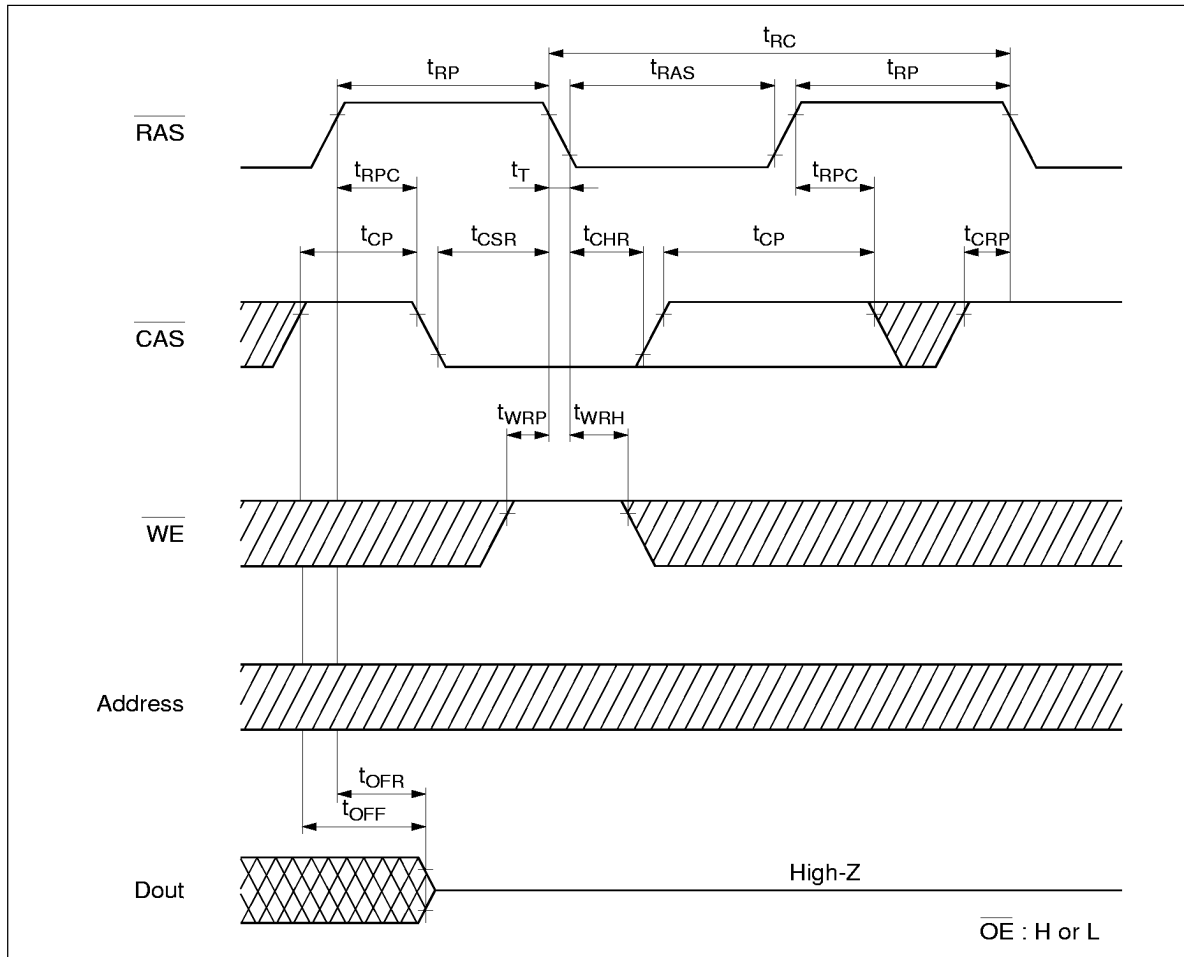 tRC
tRP tRAS tRP
RAS
tRPC tT tRPC
tCP tCSR tCHR tCP tCRP
CAS
tWRP tWRH
WE
Address
tOFR
tOFF
Dout High-Z
OE : H or L